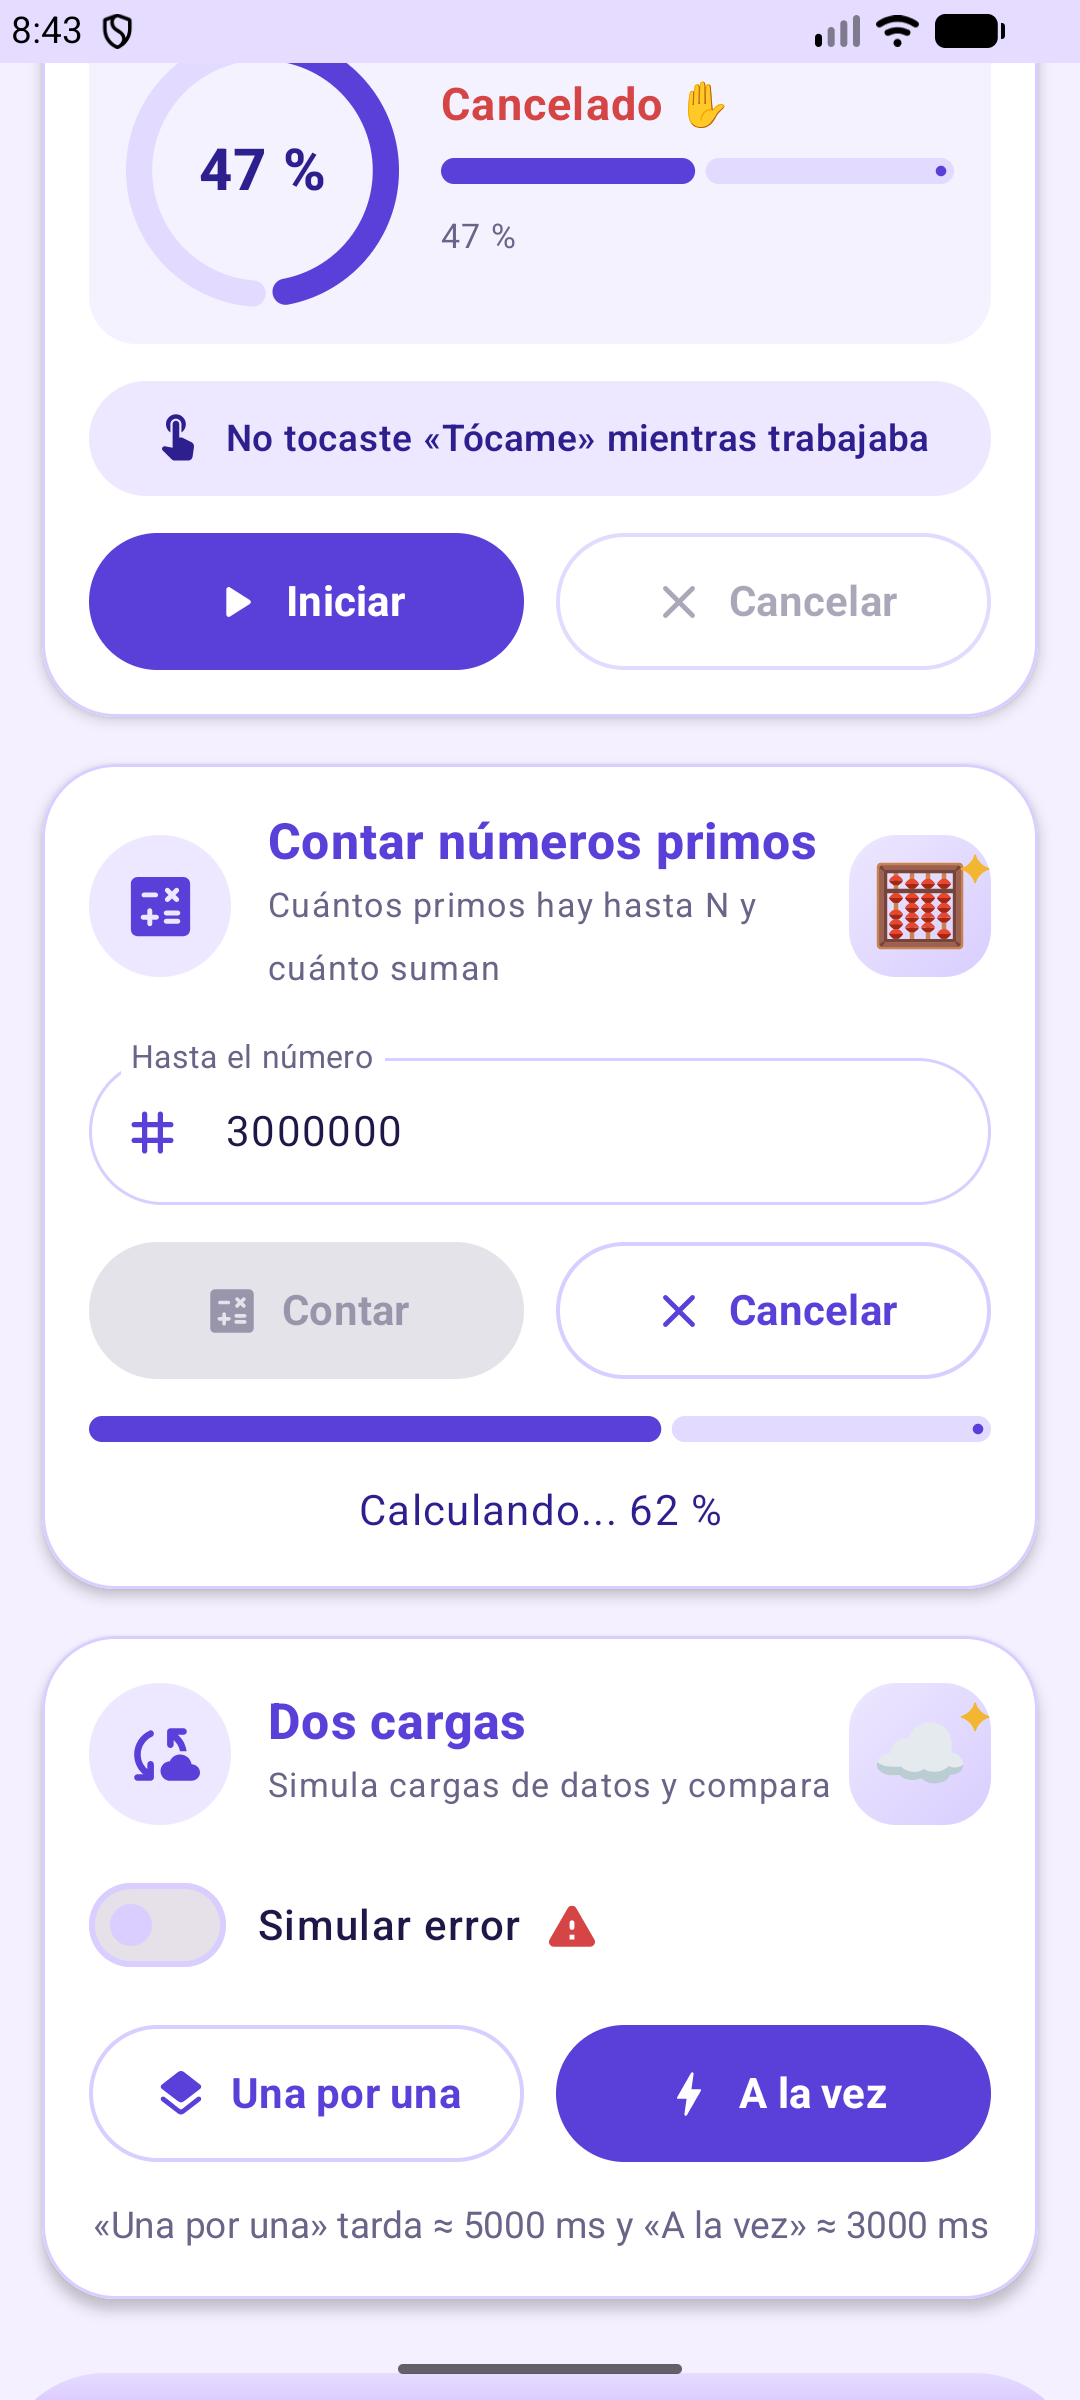 8:43
Cancelado ✋
47 %
47 %
No tocaste «Tócame» mientras trabajaba
Iniciar
Cancelar
Contar números primos
Cuántos primos hay hasta N y
cuánto suman
Hasta el número
3000000
Contar
Cancelar
Calculando... 62 %
Dos cargas
Simula cargas de datos y compara
Simular error
Una por una
A la vez
«Una por una» tarda ≈ 5000 ms y «A la vez» ≈ 3000 ms